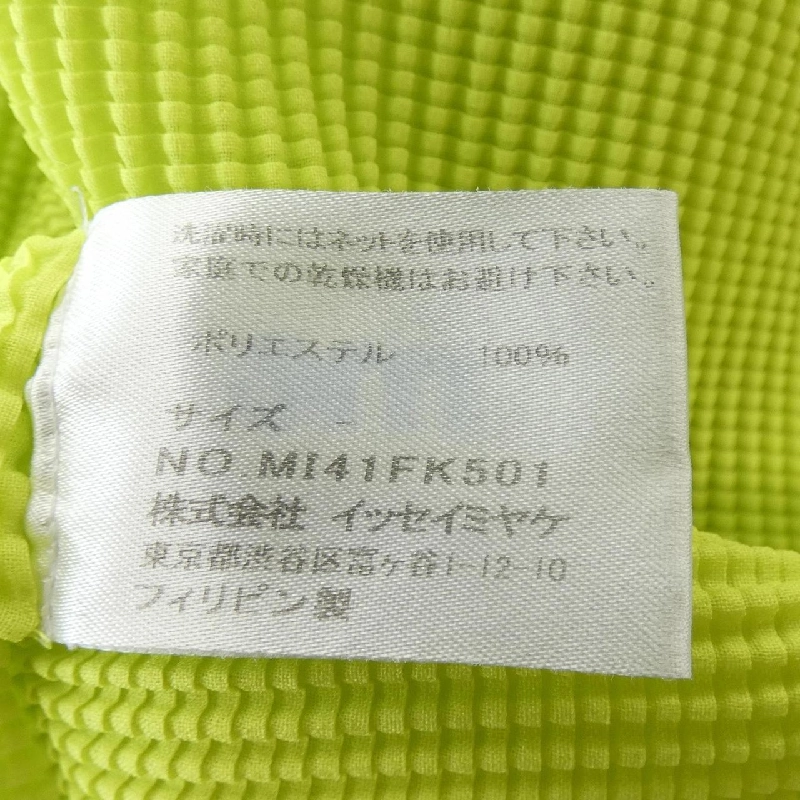 洗濯時にはネットを使用して下さい。
家庭での乾燥機はお避け下さい。
ポリエステル 100%
サイズ -
NO.MI41FK501
株式会社 イッセイミヤケ
東京都渋谷区富ヶ谷1-12-10
フィリピン製